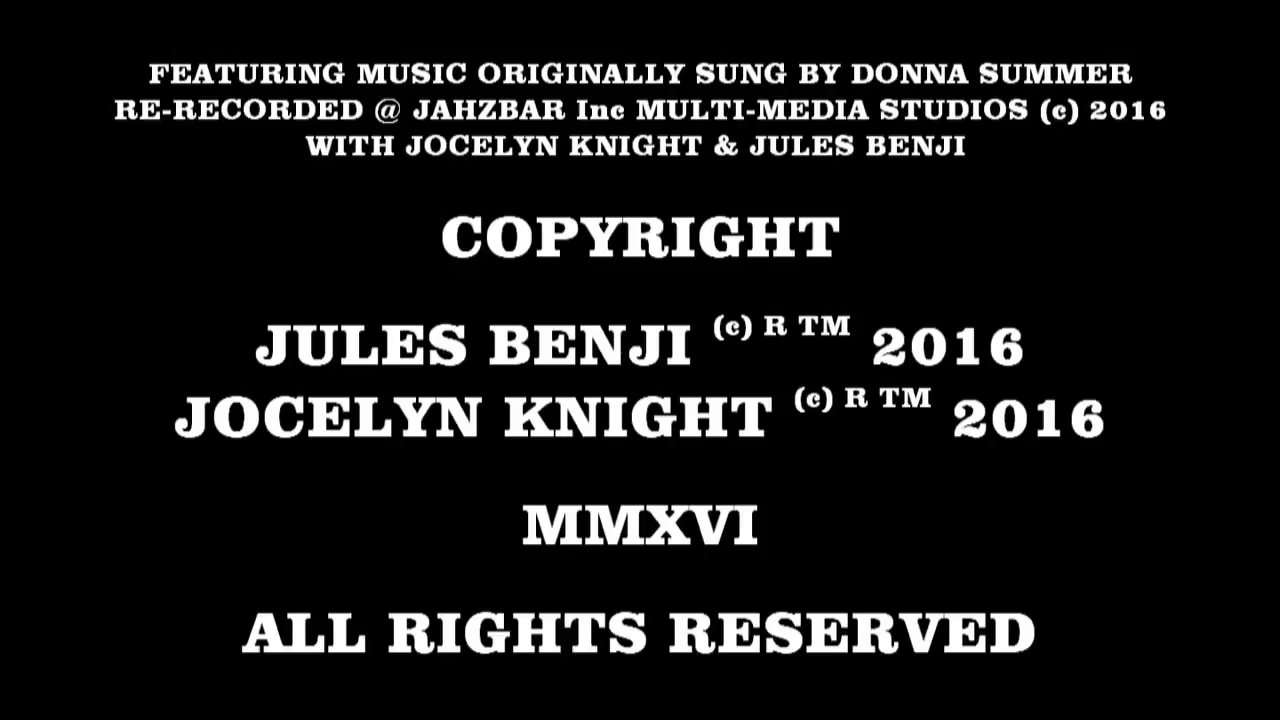 FEATURING MUSIC ORIGINALLY SUNG BY DONNA SUMMER
RE-RECORDED @ JAHZBAR Inc MULTI-MEDIA STUDIOS (c) 2016
WITH JOCELYN KNIGHT & JULES BENJI
COPYRIGHT
JULES BENJI (c) R TM 2016
JOCELYN KNIGHT (c) R TM 2016
MMXVI
ALL RIGHTS RESERVED